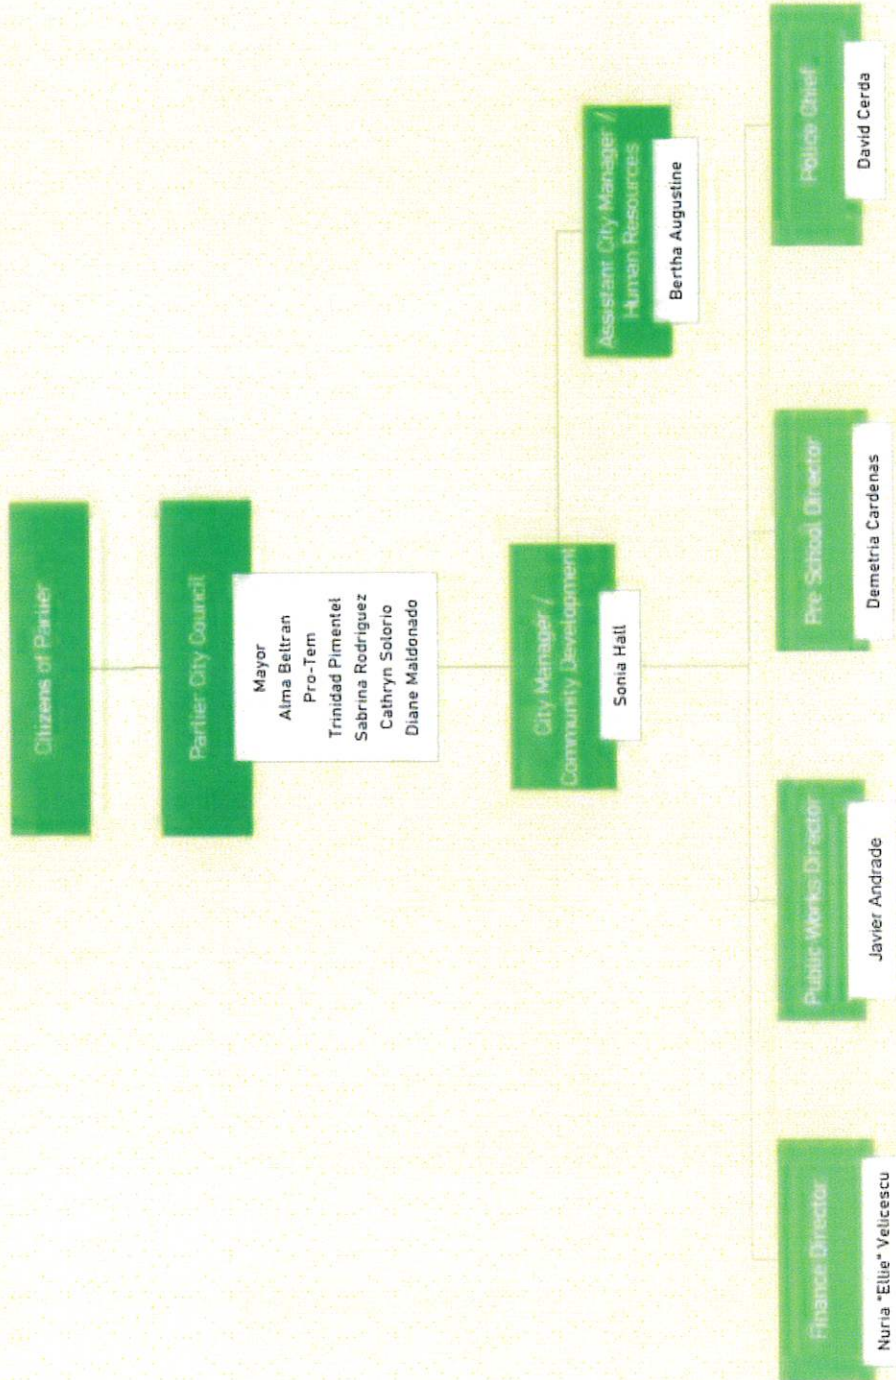 Citizens of Parlier
Parlier City Council
Mayor
Alma Beltran
Pro-Tem
Trinidad Pimentel
Sabrina Rodriguez
Cathryn Solorio
Diane Maldonado
City Manager /
Community Development
Sonia Hall
Assistant City Manager /
Human Resources
Bertha Augustine
Finance Director
Nuria "Ellie" Velicescu
Public Works Director
Javier Andrade
Pre School Director
Demetria Cardenas
Police Chief
David Cerda